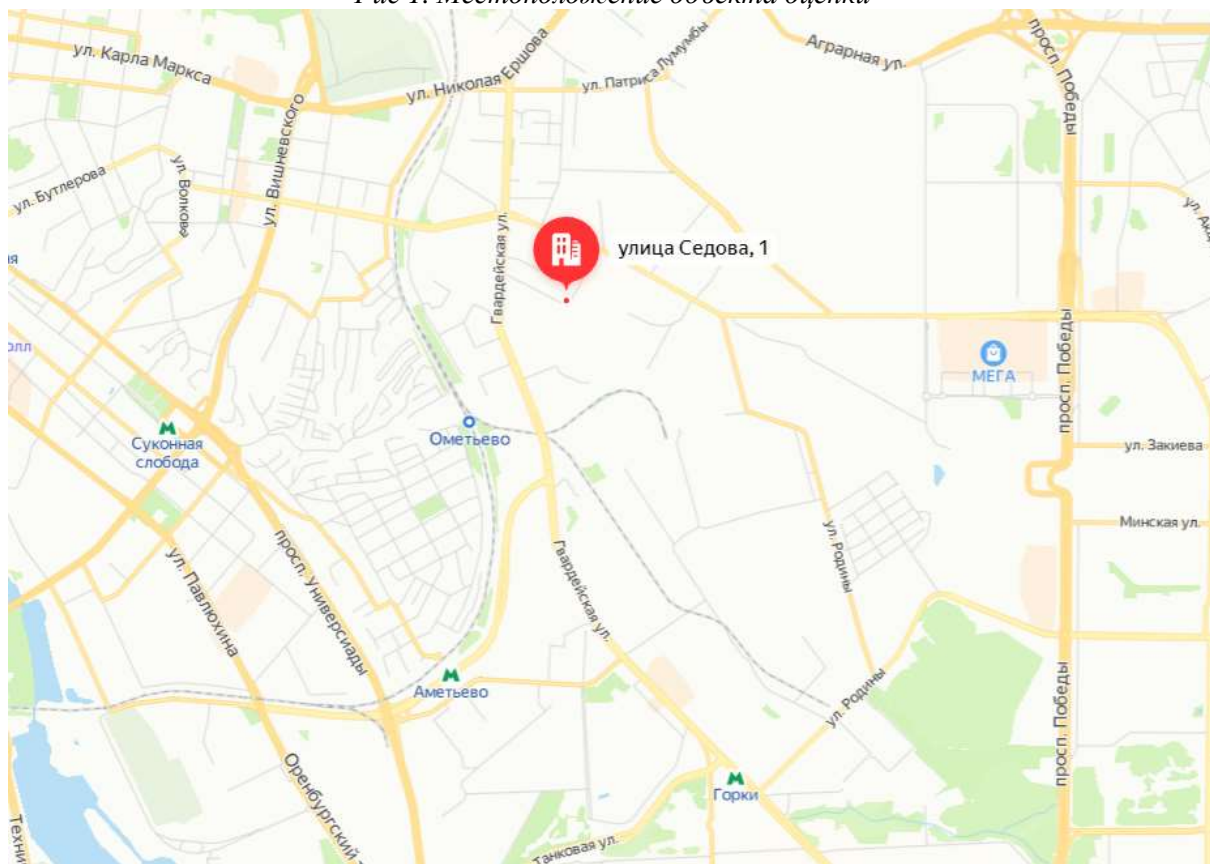 Рис 1. Местоположение объекта оценки
ул. Карла Маркса
ул. Николая Ершова
ул. Патриса Лумумбы
Аграрная ул.
просп. Победы
ул. Вишневского
ул. Бутлерова
ул. Волкова
Гвардейская ул.
улица Седова, 1
МЕГА
просп. Победы
Ометьево
Суконная
слобода
ул. Закиева
Минская ул.
ул. Родины
просп. Универсиады
ул. Павлюхина
Гвардейская ул.
Аметьево
ул. Родины
просп. Победы
Горки
Оренбургский
Танковая ул.